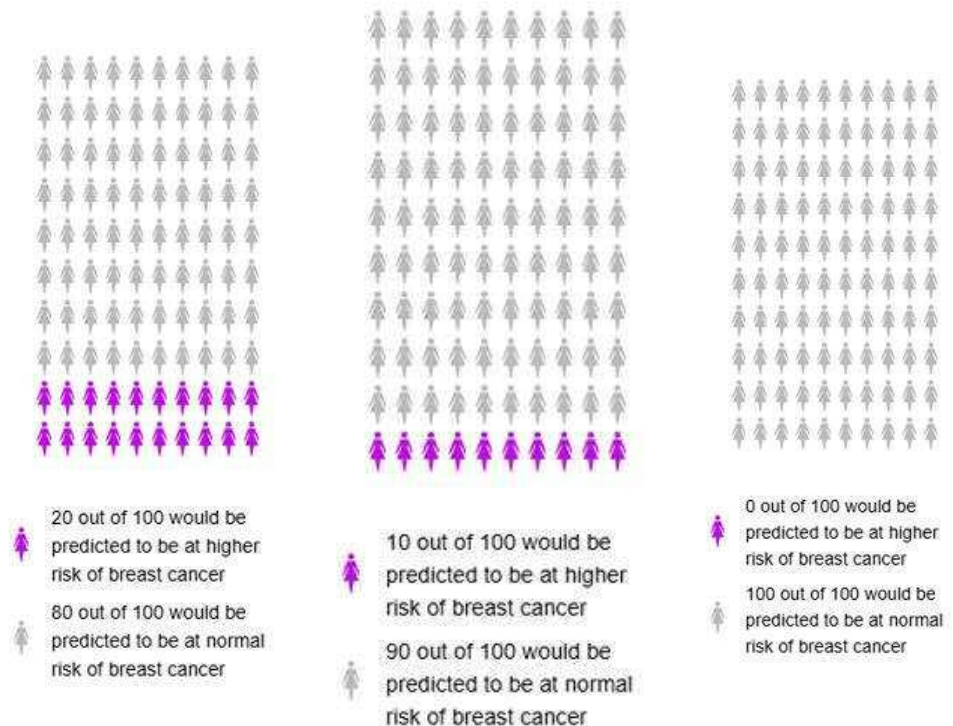 20 out of 100 would be
predicted to be at higher
risk of breast cancer
80 out of 100 would be
predicted to be at normal
risk of breast cancer
10 out of 100 would be
predicted to be at higher
risk of breast cancer
90 out of 100 would be
predicted to be at normal
risk of breast cancer
0 out of 100 would be
predicted to be at higher
risk of breast cancer
100 out of 100 would be
predicted to be at normal
risk of breast cancer